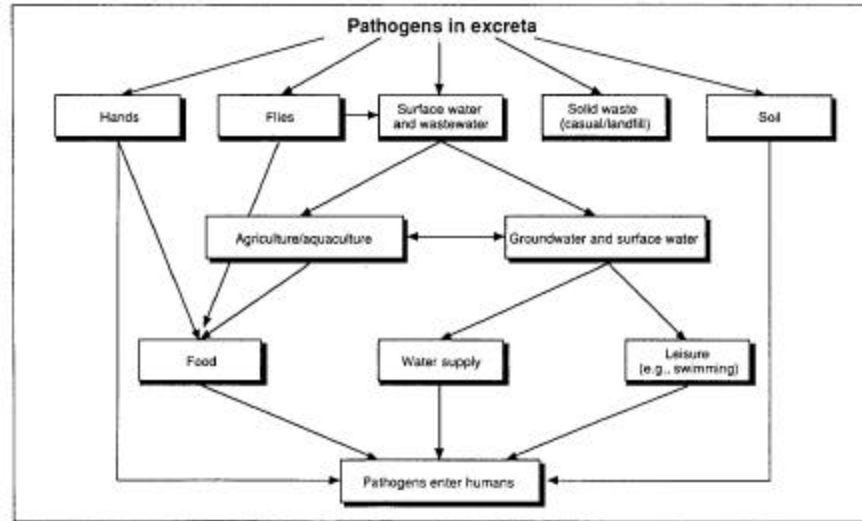 Pathogens in excreta
Hands
Flies
Surface water
and wastewater
Solid waste
(casual/landfill)
Soil
Agriculture/aquaculture
Groundwater and surface water
Food
Water supply
Leisure
(e.g., swimming)
Pathogens enter humans